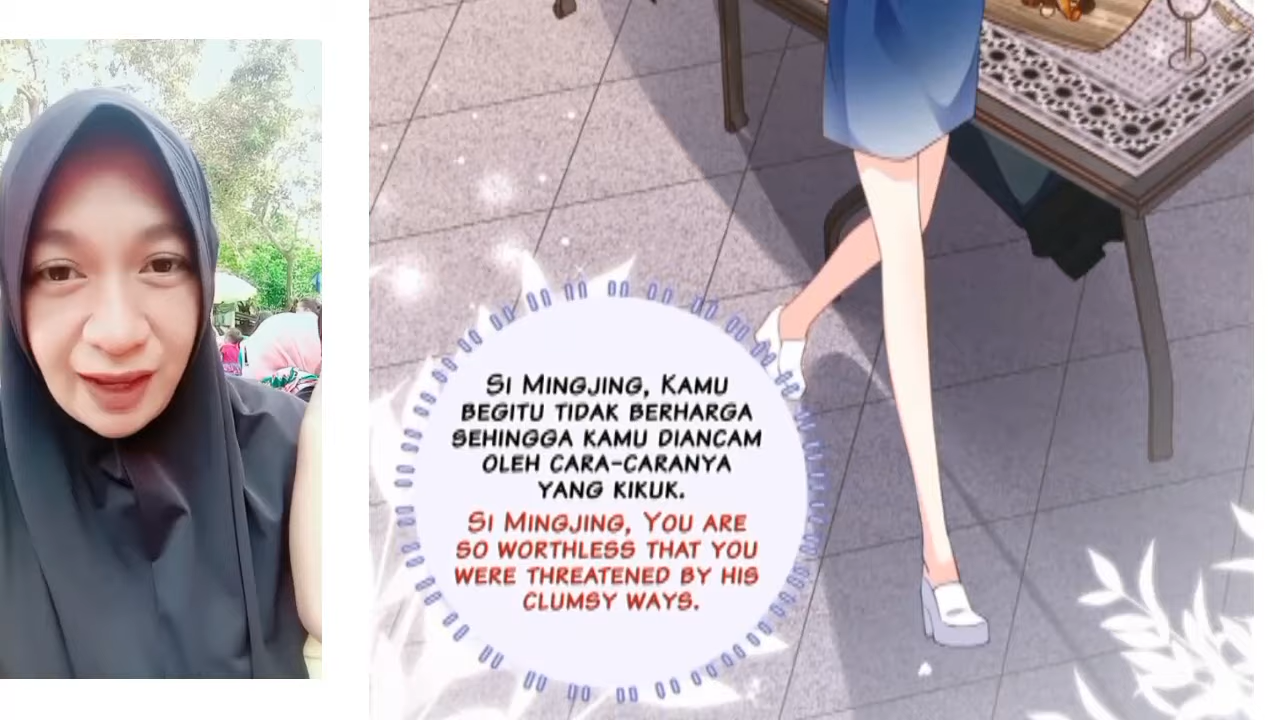 SI MINGJING, KAMU
BEGITU TIDAK BERHARGA
SEHINGGA KAMU DIANCAM
OLEH CARA-CARANYA
YANG KIKUK.
SI MINGJING, YOU ARE
SO WORTHLESS THAT YOU
WERE THREATENED BY HIS
CLUMSY WAYS.